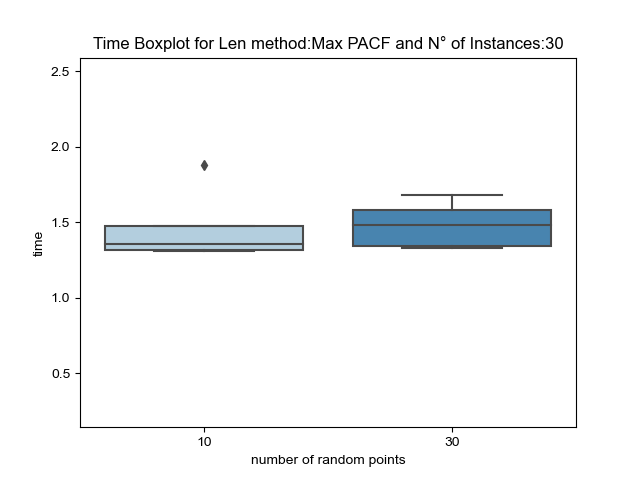 Time Boxplot for Len method:Max PACF and N° of Instances:30
2.5
2.0
1.5
1.0
0.5
time
10
30
number of random points